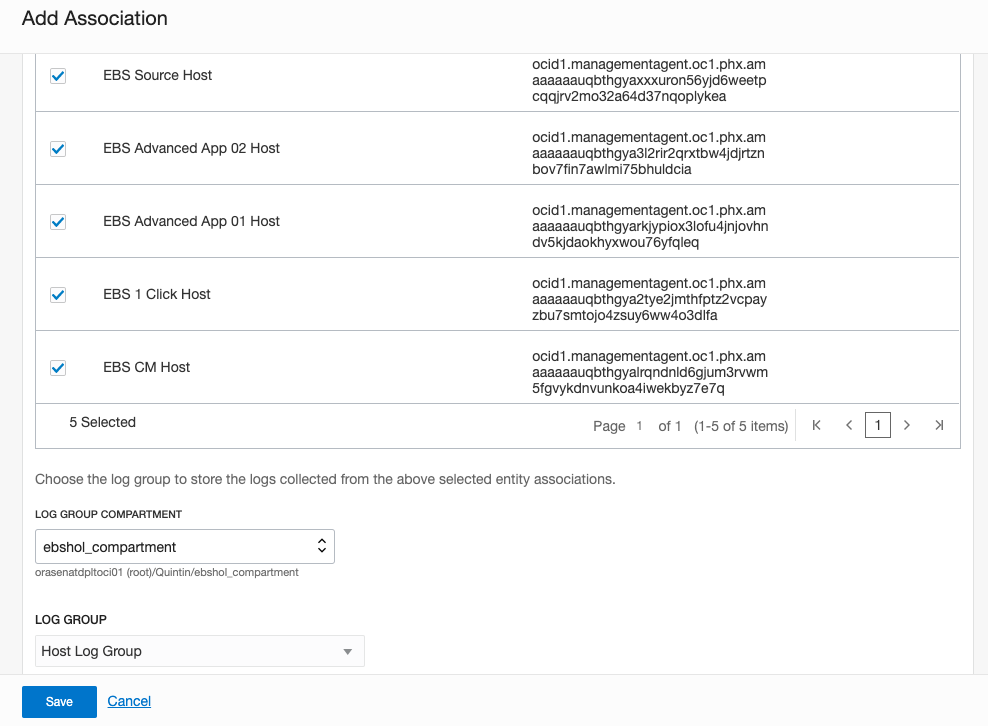 Add Association
EBS Source Host
ocid1.managementagent.oc1.phx.am
aaaaaauqbthgyaxxxuron56yjd6weetp
cqqjrv2mo32a64d37nqoplykea
EBS Advanced App 02 Host
ocid1.managementagent.oc1.phx.am
aaaaaauqbthgya3l2rir2qrxtbw4jdjrtzn
bov7fin7awlmi75bhuldcia
EBS Advanced App 01 Host
ocid1.managementagent.oc1.phx.am
aaaaaauqbthgyarkjypiox3lofu4jnjovhn
dv5kjdaokhyxwou76yfqleq
EBS 1 Click Host
ocid1.managementagent.oc1.phx.am
aaaaaauqbthgya2tye2jmthfptz2vcpay
zbu7smtojo4zsuy6ww4o3dlfa
EBS CM Host
ocid1.managementagent.oc1.phx.am
aaaaaauqbthgyalrqndnld6gjum3rvwm
5fgvykdnvunkoa4iwekbyz7e7q
5 Selected
Page 1 of 1 (1-5 of 5 items) 1
Choose the log group to store the logs collected from the above selected entity associations.
LOG GROUP COMPARTMENT
ebshol_compartment
orasenatdpltoci01 (root)/Quintin/ebshol_compartment
LOG GROUP
Host Log Group
Save Cancel